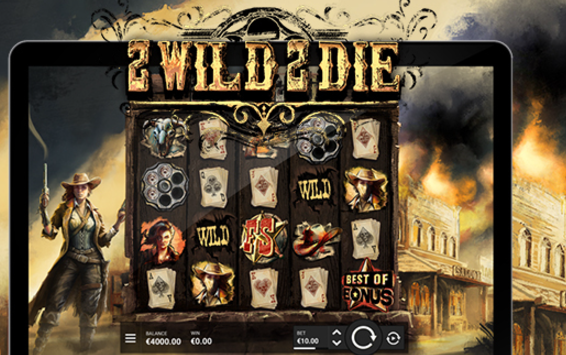 2 WILD 2 DIE
WILD
WILD
FS
BEST OF
BONUS
BALANCE
€4000.00
WIN
€0.00
BET
€10.00